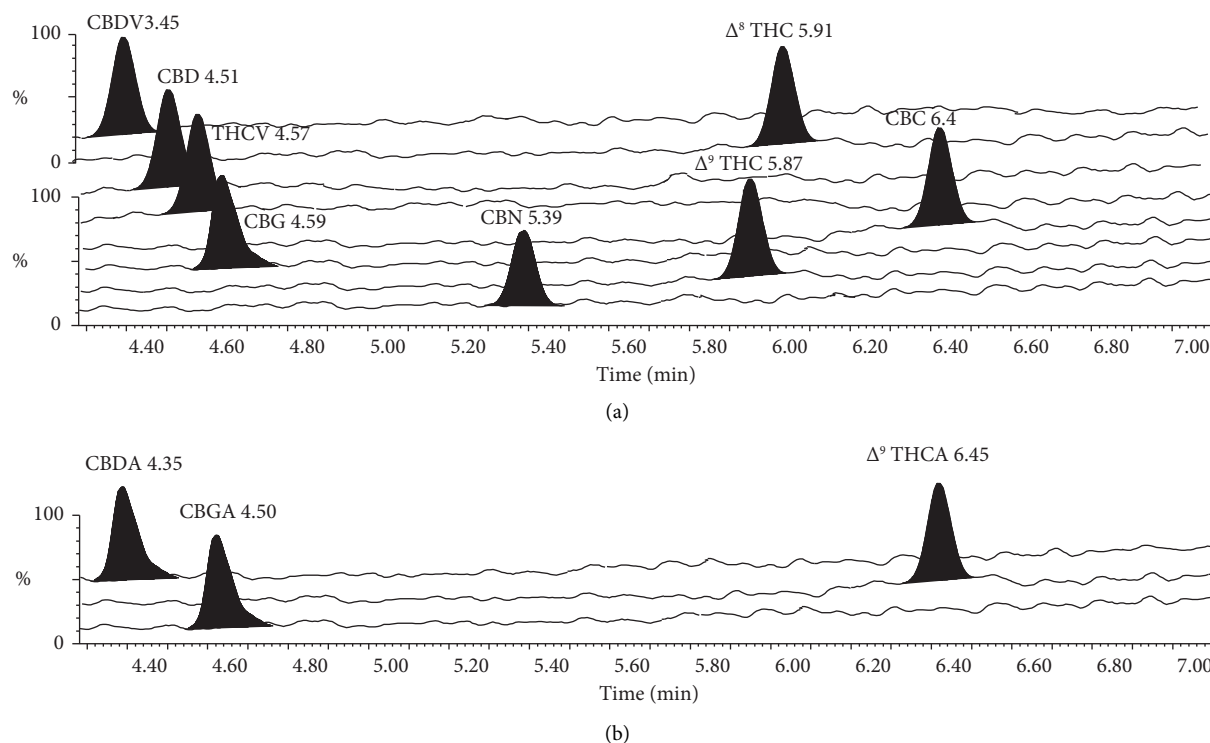 CBDV3.45
Δ⁸ THC 5.91
100
CBD 4.51
%
THCV 4.57
CBC 6.4
0
Δ⁹ THC 5.87
100
CBG 4.59
CBN 5.39
%
0
4.40 4.60 4.80 5.00 5.20 5.40 5.60 5.80 6.00 6.20 6.40 6.60 6.80 7.00
Time (min)
(a)
CBDA 4.35
Δ⁹ THCA 6.45
CBGA 4.50
100
%
0
4.40 4.60 4.80 5.00 5.20 5.40 5.60 5.80 6.00 6.20 6.40 6.60 6.80 7.00
Time (min)
(b)